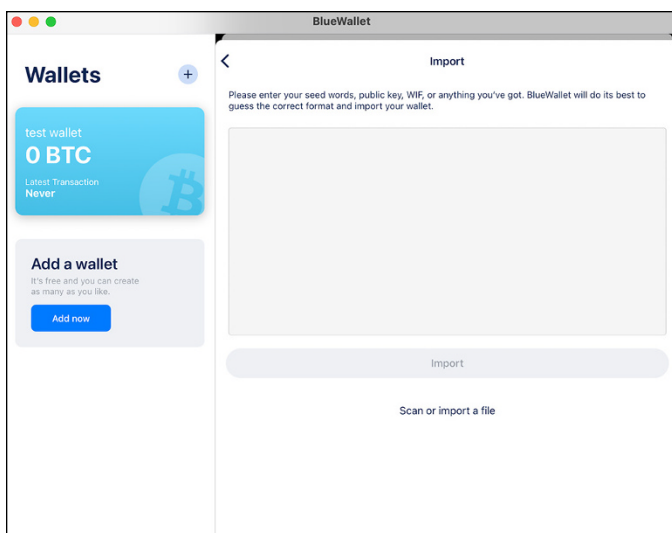 BlueWallet
Wallets
+
test wallet
0 BTC
Latest Transaction
Never
Add a wallet
It's free and you can create
as many as you like.
Add now
Import
Please enter your seed words, public key, WIF, or anything you've got. BlueWallet will do its best to
guess the correct format and import your wallet.
Import
Scan or import a file